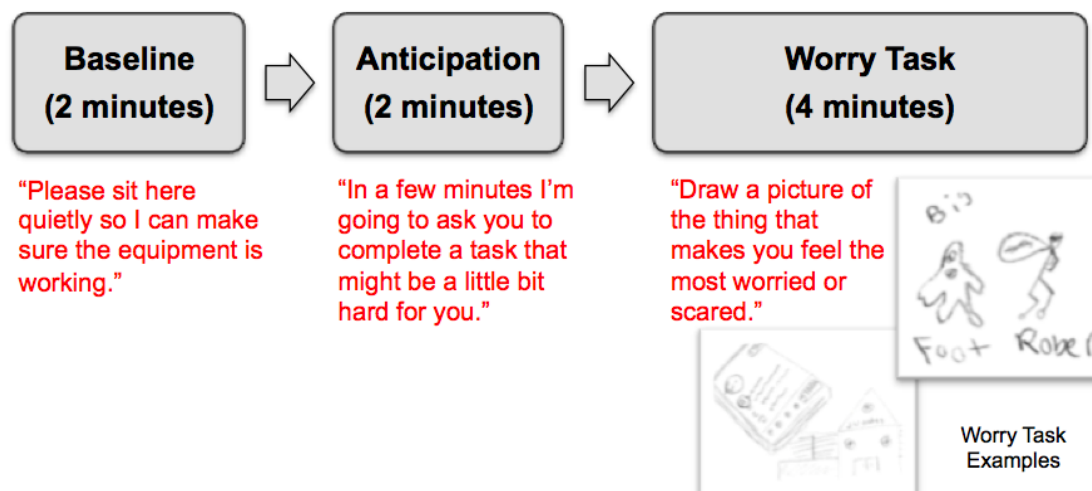 Baseline
(2 minutes)
Anticipation
(2 minutes)
Worry Task
(4 minutes)
“Please sit here
quietly so I can make
sure the equipment is
working.”
“In a few minutes I’m
going to ask you to
complete a task that
might be a little bit
hard for you.”
“Draw a picture of
the thing that
makes you feel the
most worried or
scared.”
Big
Foot
Worry Task
Examples